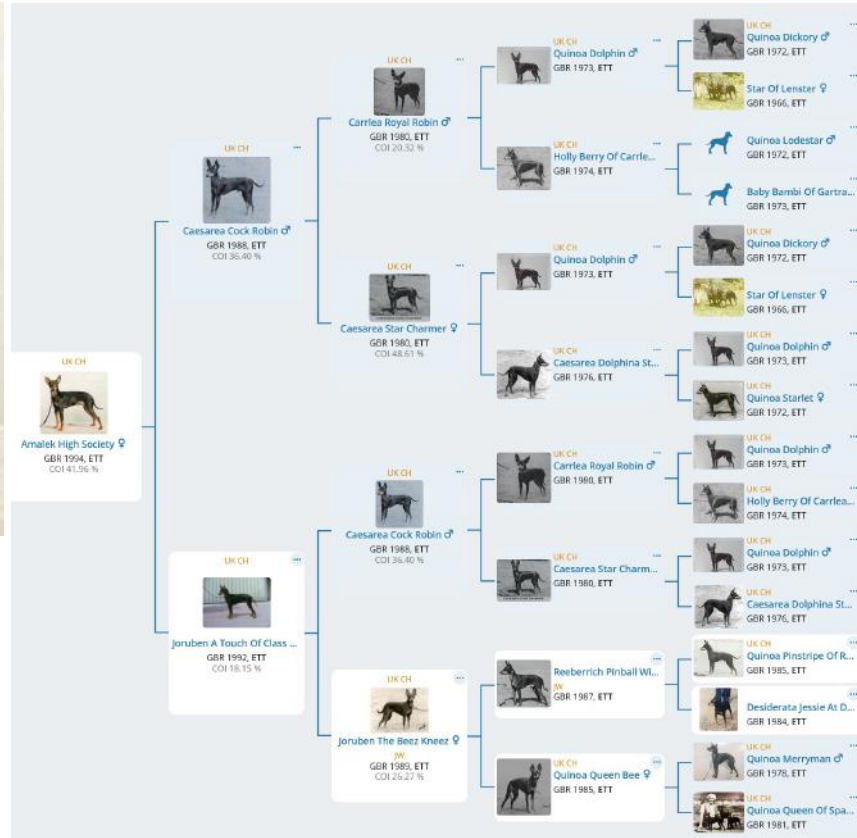 UK CH
Amalek High Society ♀
GBR 1994, ETT
COI 41.96 %
UK CH
Caesarea Cock Robin ♂
GBR 1988, ETT
COI 36.40 %
UK CH
Joruben A Touch Of Class ...
GBR 1992, ETT
COI 18.15 %
UK CH
Carrlea Royal Robin ♂
GBR 1980, ETT
COI 20.32 %
UK CH
Caesarea Star Charmer ♀
GBR 1980, ETT
COI 48.61 %
UK CH
Caesarea Cock Robin ♂
GBR 1988, ETT
COI 36.40 %
UK CH
Joruben The Beez Kneez ♀
JW
GBR 1989, ETT
COI 26.27 %
UK CH
Quinoa Dolphin ♂
GBR 1973, ETT
UK CH
Holly Berry Of Carrle...
GBR 1974, ETT
UK CH
Quinoa Dolphin ♂
GBR 1973, ETT
UK CH
Caesarea Dolphina St...
GBR 1976, ETT
UK CH
Carrlea Royal Robin ♂
GBR 1980, ETT
UK CH
Caesarea Star Charm...
GBR 1980, ETT
Reeberrich Pinball Wi...
JW
GBR 1987, ETT
UK CH
Quinoa Queen Bee ♀
GBR 1985, ETT
UK CH
Quinoa Dickory ♂
GBR 1972, ETT
Star Of Lenster ♀
GBR 1966, ETT
Quinoa Lodestar ♂
GBR 1972, ETT
Baby Bambi Of Gartra...
GBR 1973, ETT
UK CH
Quinoa Dickory ♂
GBR 1972, ETT
Star Of Lenster ♀
GBR 1966, ETT
UK CH
Quinoa Dolphin ♂
GBR 1973, ETT
UK CH
Quinoa Starlet ♀
GBR 1972, ETT
UK CH
Quinoa Dolphin ♂
GBR 1973, ETT
UK CH
Holly Berry Of Carrlea...
GBR 1974, ETT
UK CH
Quinoa Dolphin ♂
GBR 1973, ETT
UK CH
Caesarea Dolphina St...
GBR 1976, ETT
UK CH
Quinoa Pinstripe Of R...
GBR 1985, ETT
Desiderata Jessie At D...
GBR 1984, ETT
UK CH
Quinoa Merryman ♂
GBR 1978, ETT
UK CH
Quinoa Queen Of Spa...
GBR 1981, ETT